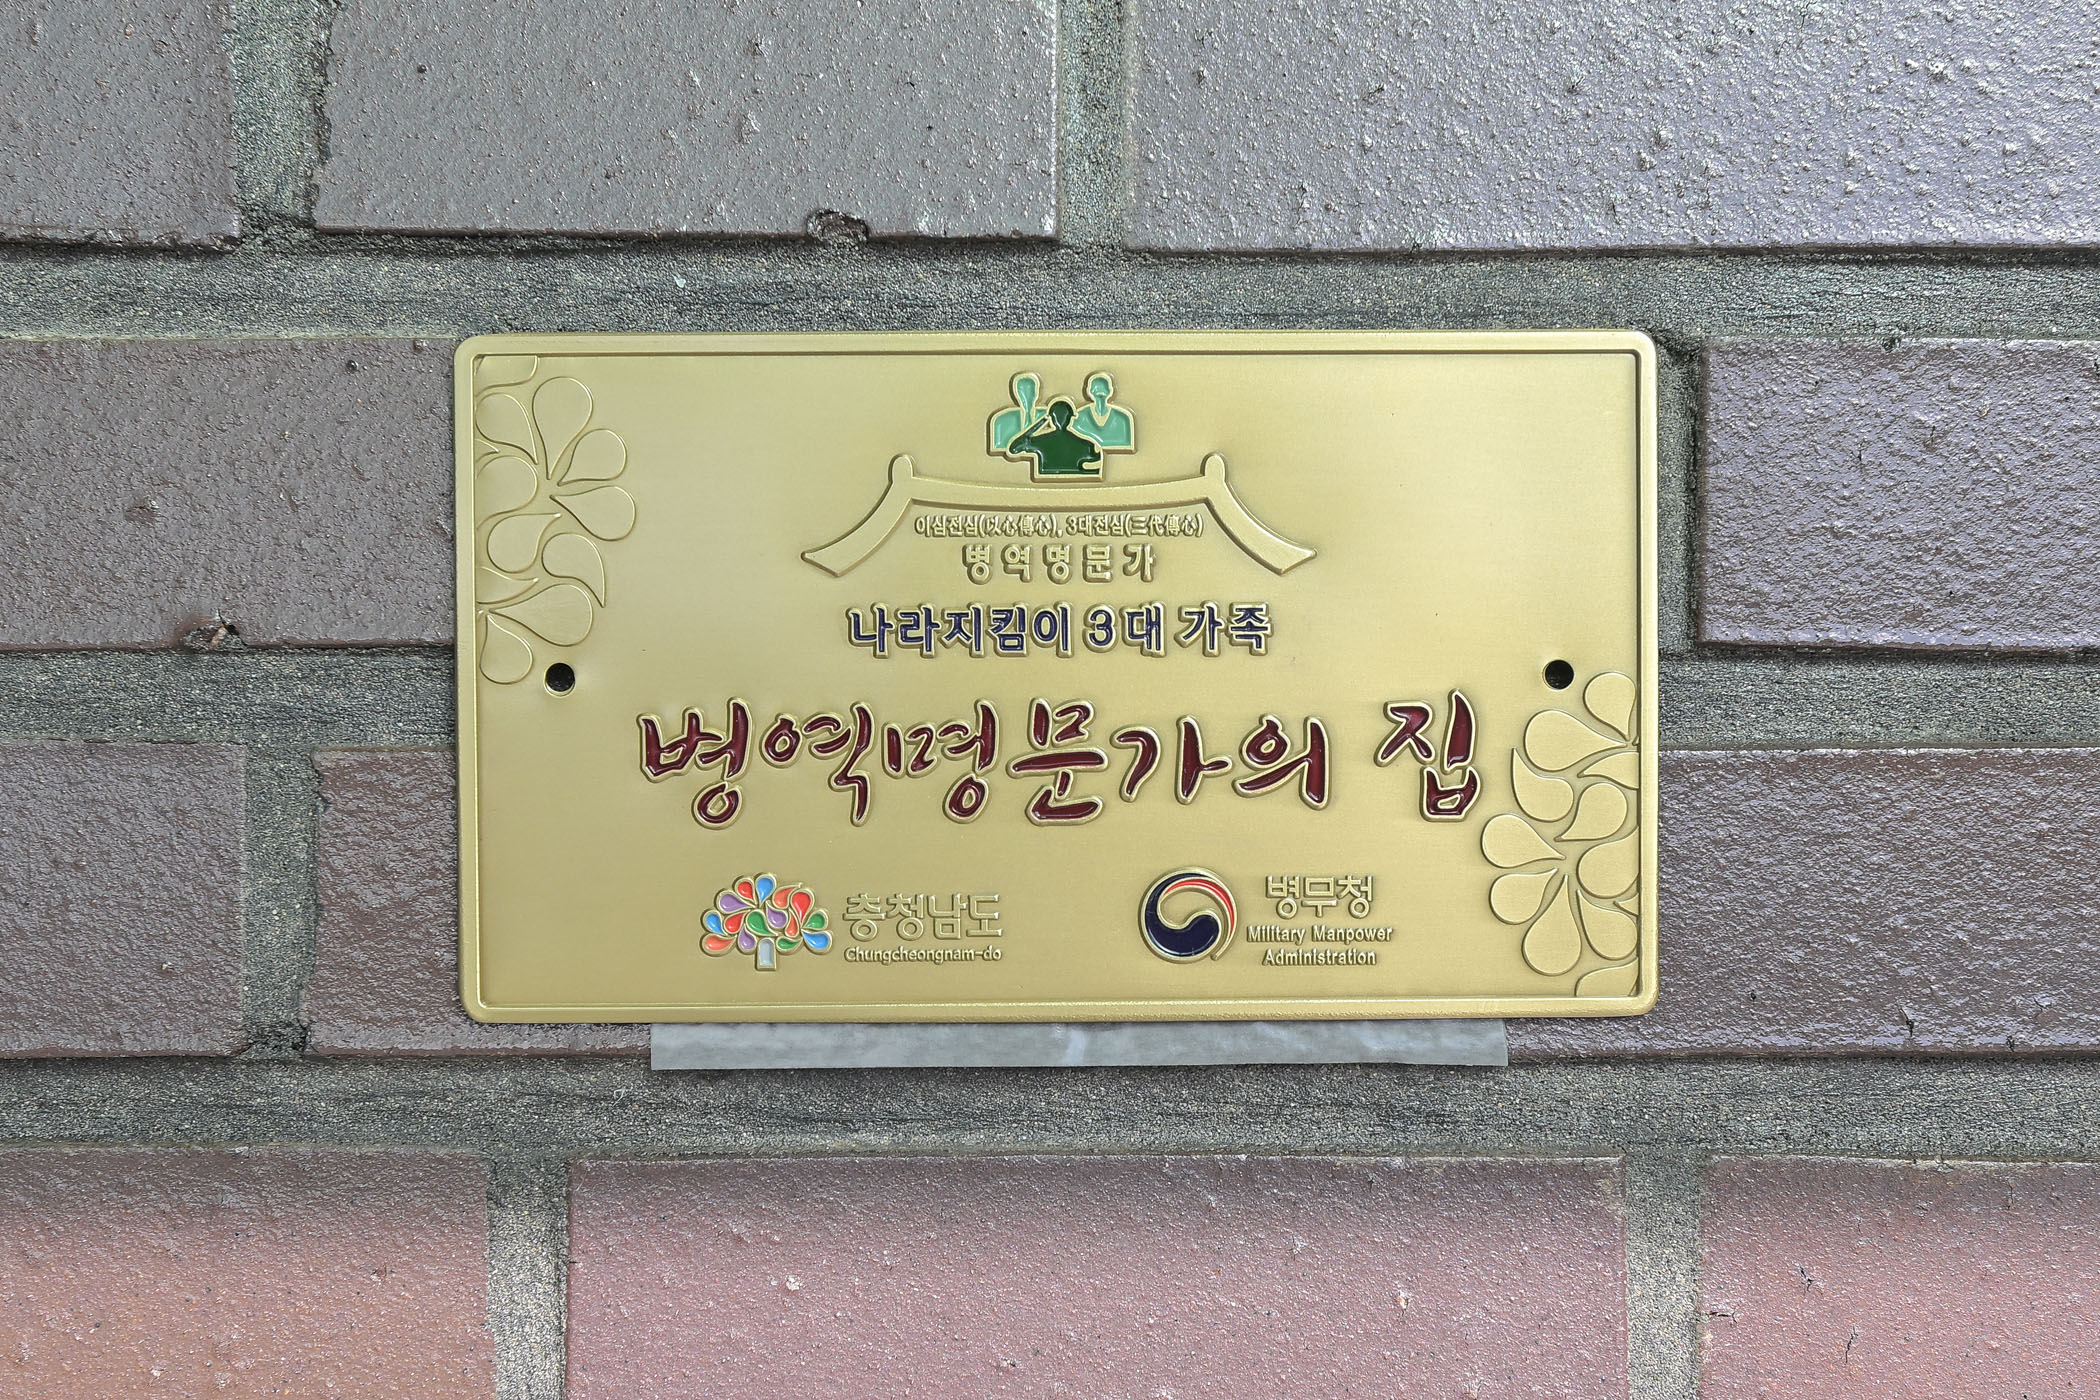 이심전심(以心傳心), 3대전심(三代傳心)
병역명문가
나라지킴이 3대 가족
병역명문가의 집
충청남도
Chungcheongnam-do
병무청
Military Manpower
Administration